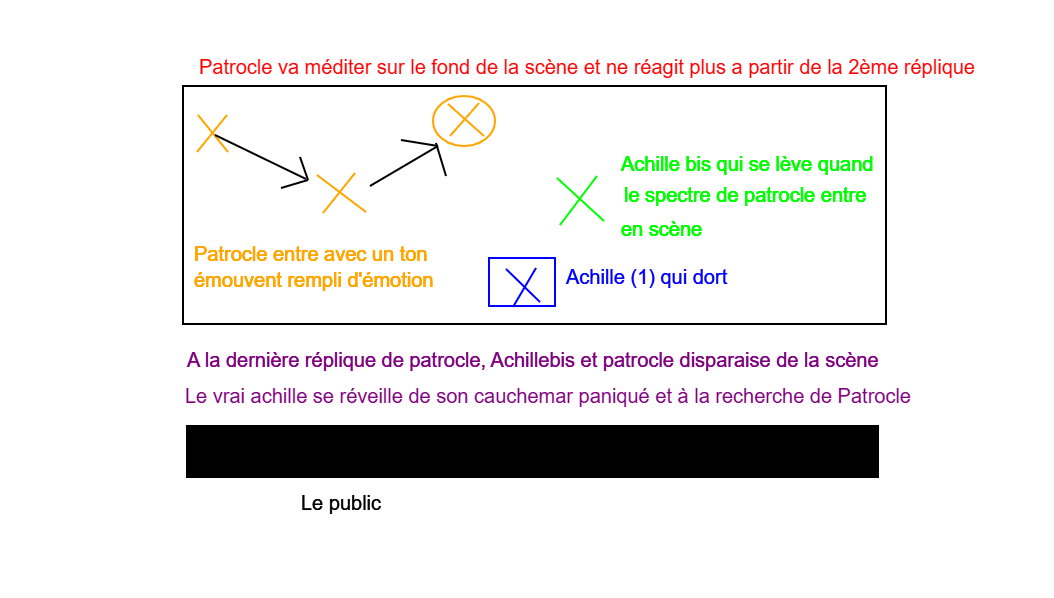 Patrocle va méditer sur le fond de la scène et ne réagit plus a partir de la 2ème réplique
Achille bis qui se lève quand
le spectre de patrocle entre
en scène
Patrocle entre avec un ton
émouvent rempli d'émotion
Achille (1) qui dort
A la dernière réplique de patrocle, Achillebis et patrocle disparaise de la scène
Le vrai achille se réveille de son cauchemar paniqué et à la recherche de Patrocle
Le public